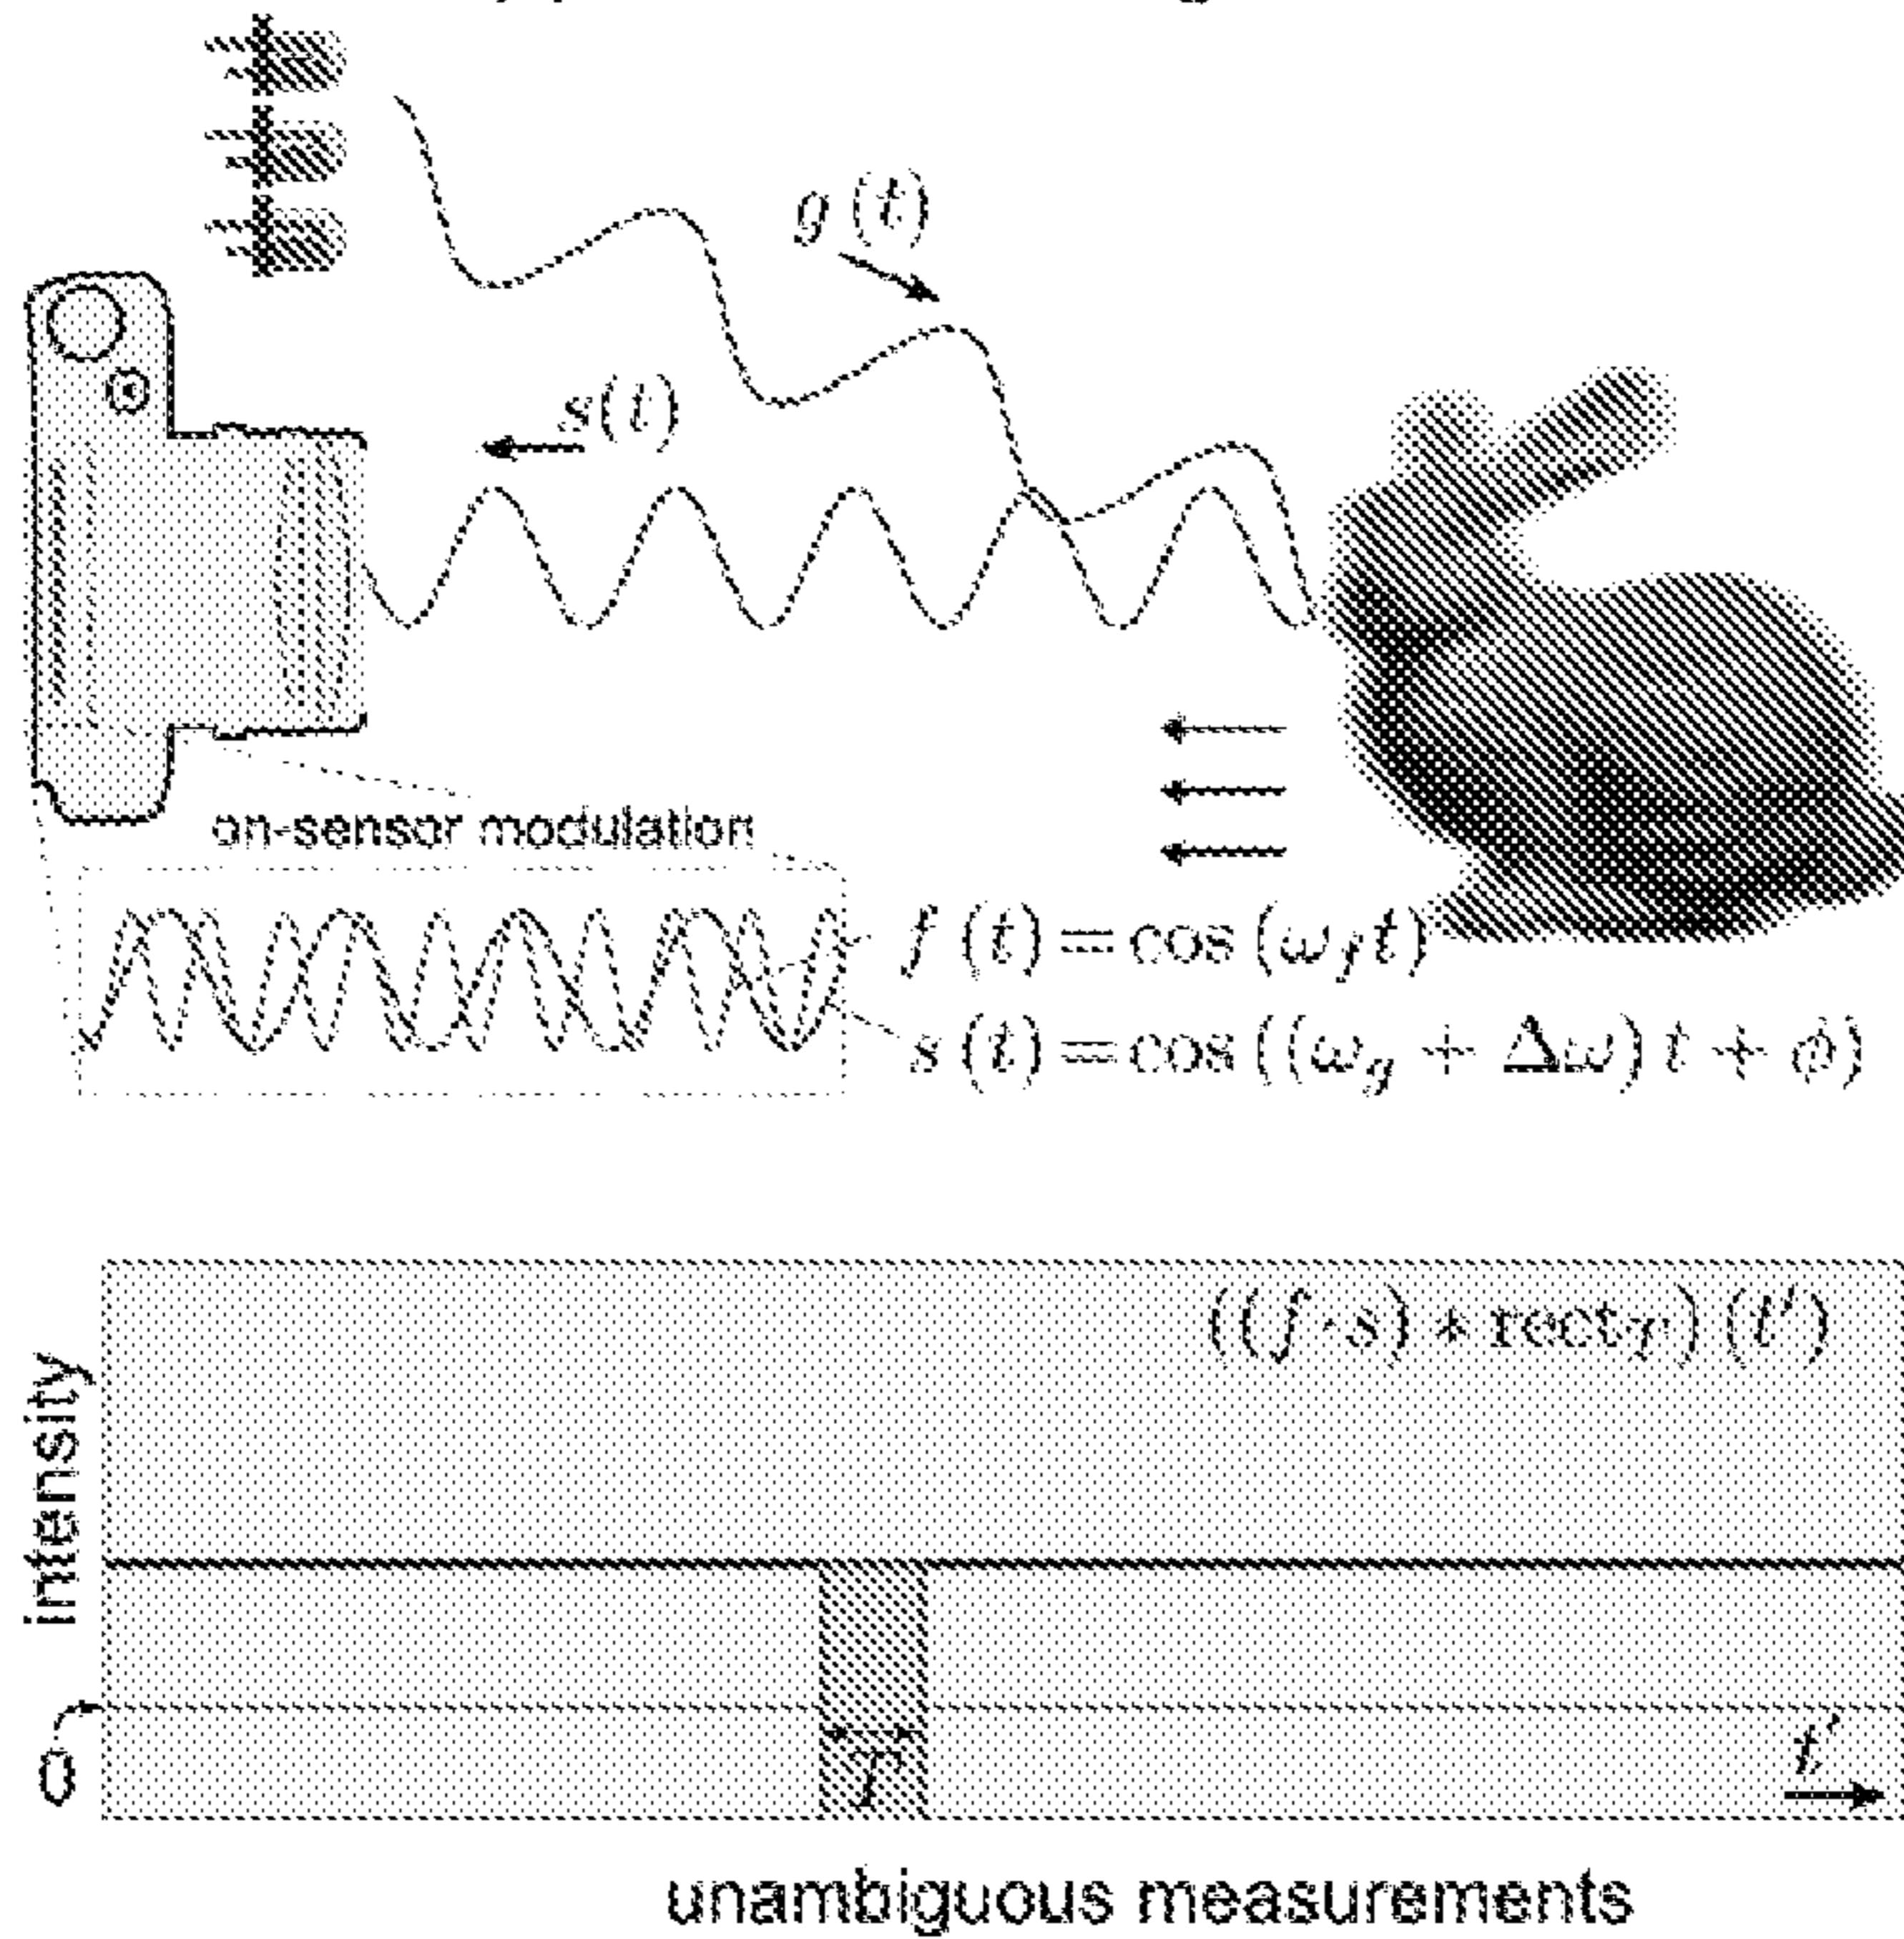 g (t)
s(t)
on-sensor modulation
f (t) = cos (ω_f t)
s (t) = cos ((ω_g + Δω) t + φ)
((f · s) * rect_T) (t')
intensity
0
T
t'
unambiguous measurements